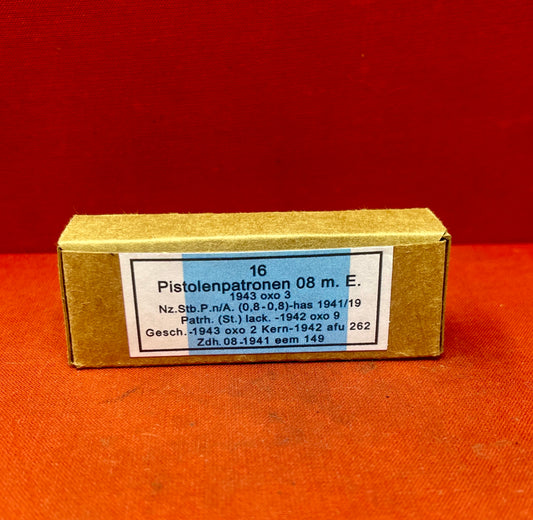 16
Pistolenpatronen 08 m. E.
1943 oxo 3
Nz.Stb.P.n/A. (0,8-0,8)-has 1941/19
Patrh. (St.) lack. -1942 oxo 9
Gesch.-1943 oxo 2 Kern-1942 afu 262
Zdh. 08-1941 eem 149